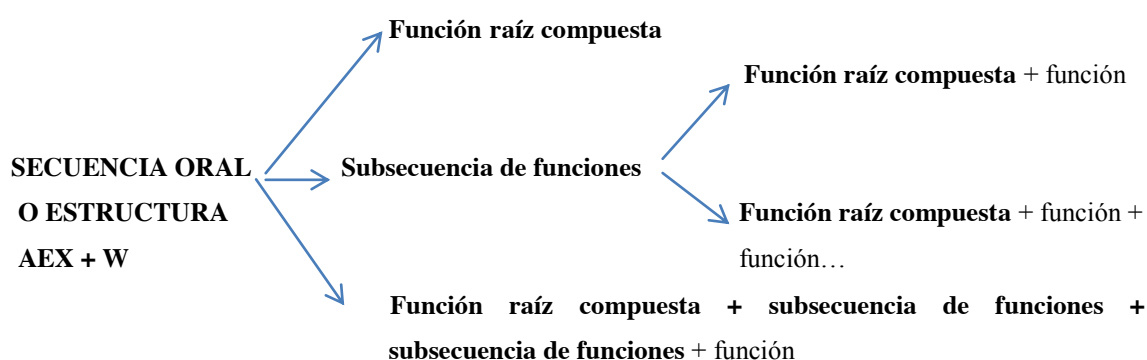 Función raíz compuesta
Función raíz compuesta + función
SECUENCIA ORAL
O ESTRUCTURA
AEX + W
Subsecuencia de funciones
Función raíz compuesta + función +
función…
Función raíz compuesta + subsecuencia de funciones +
subsecuencia de funciones + función